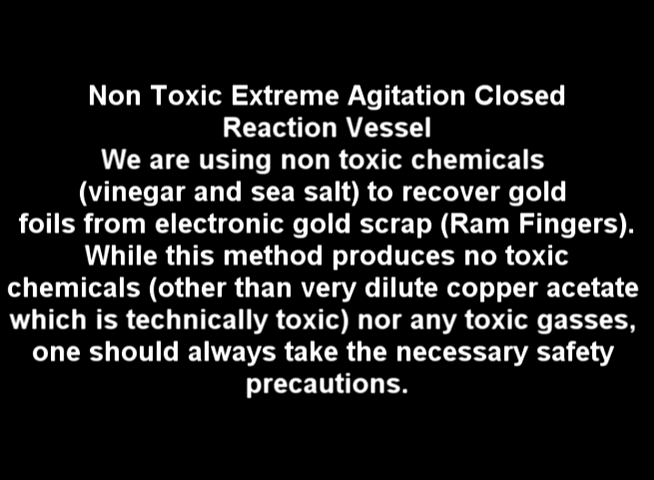 Non Toxic Extreme Agitation Closed
Reaction Vessel
We are using non toxic chemicals
(vinegar and sea salt) to recover gold
foils from electronic gold scrap (Ram Fingers).
While this method produces no toxic
chemicals (other than very dilute copper acetate
which is technically toxic) nor any toxic gasses,
one should always take the necessary safety
precautions.